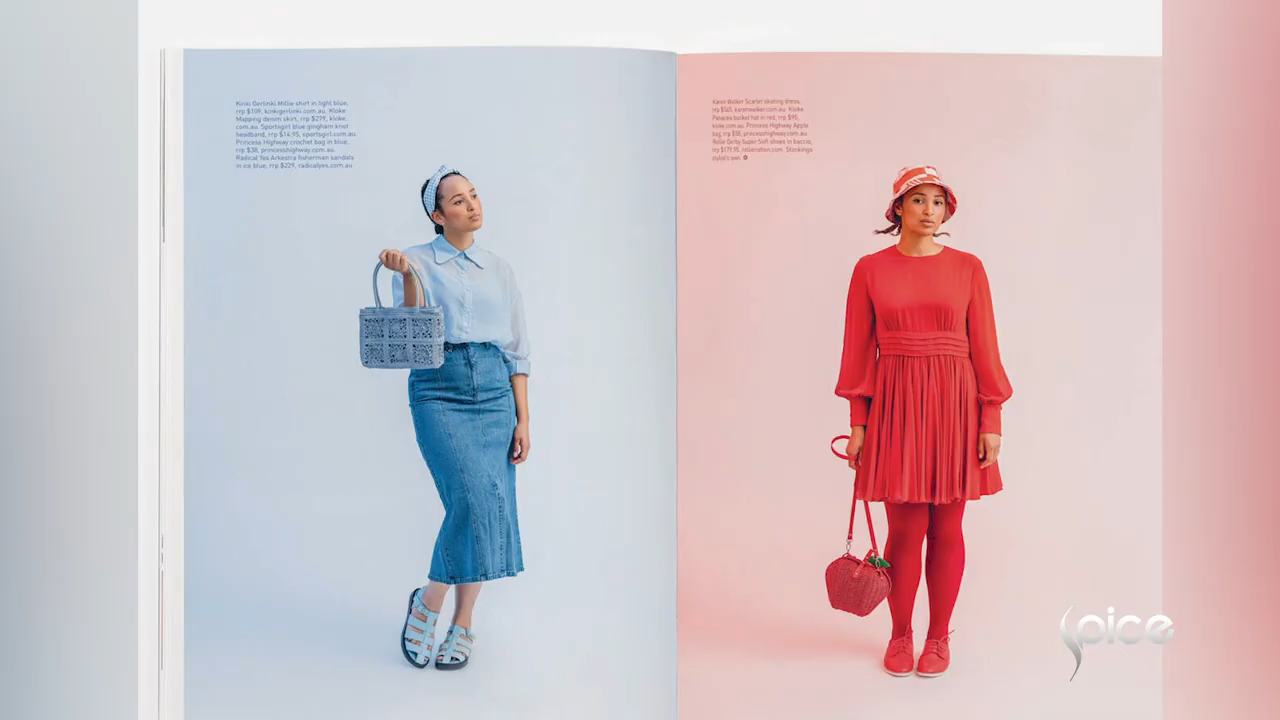 Kinki Gerlinki Millie shirt in light blue,
rrp $109, kinkigerlinki.com.au. Kloke
Mapping denim skirt, rrp $279, kloke.
com.au. Sportsgirl blue gingham knot
headband, rrp $14.95, sportsgirl.com.au.
Princess Highway crochet bag in blue,
rrp $38, princesshighway.com.au.
Radical Yes Arkestra fisherman sandals
in ice blue, rrp $229, radicalyes.com.au
Karen Walker Scarlet skating dress,
rrp $565, karenwalker.com.au. Kloke
Panacea bucket hat in red, rrp $95,
kloke.com.au. Princess Highway Apple
bag, rrp $38, princesshighway.com.au
Rollie Derby Super Soft shoes in baccio,
rrp $179.95, rollienation.com. Stockings
stylist's own.
Spice